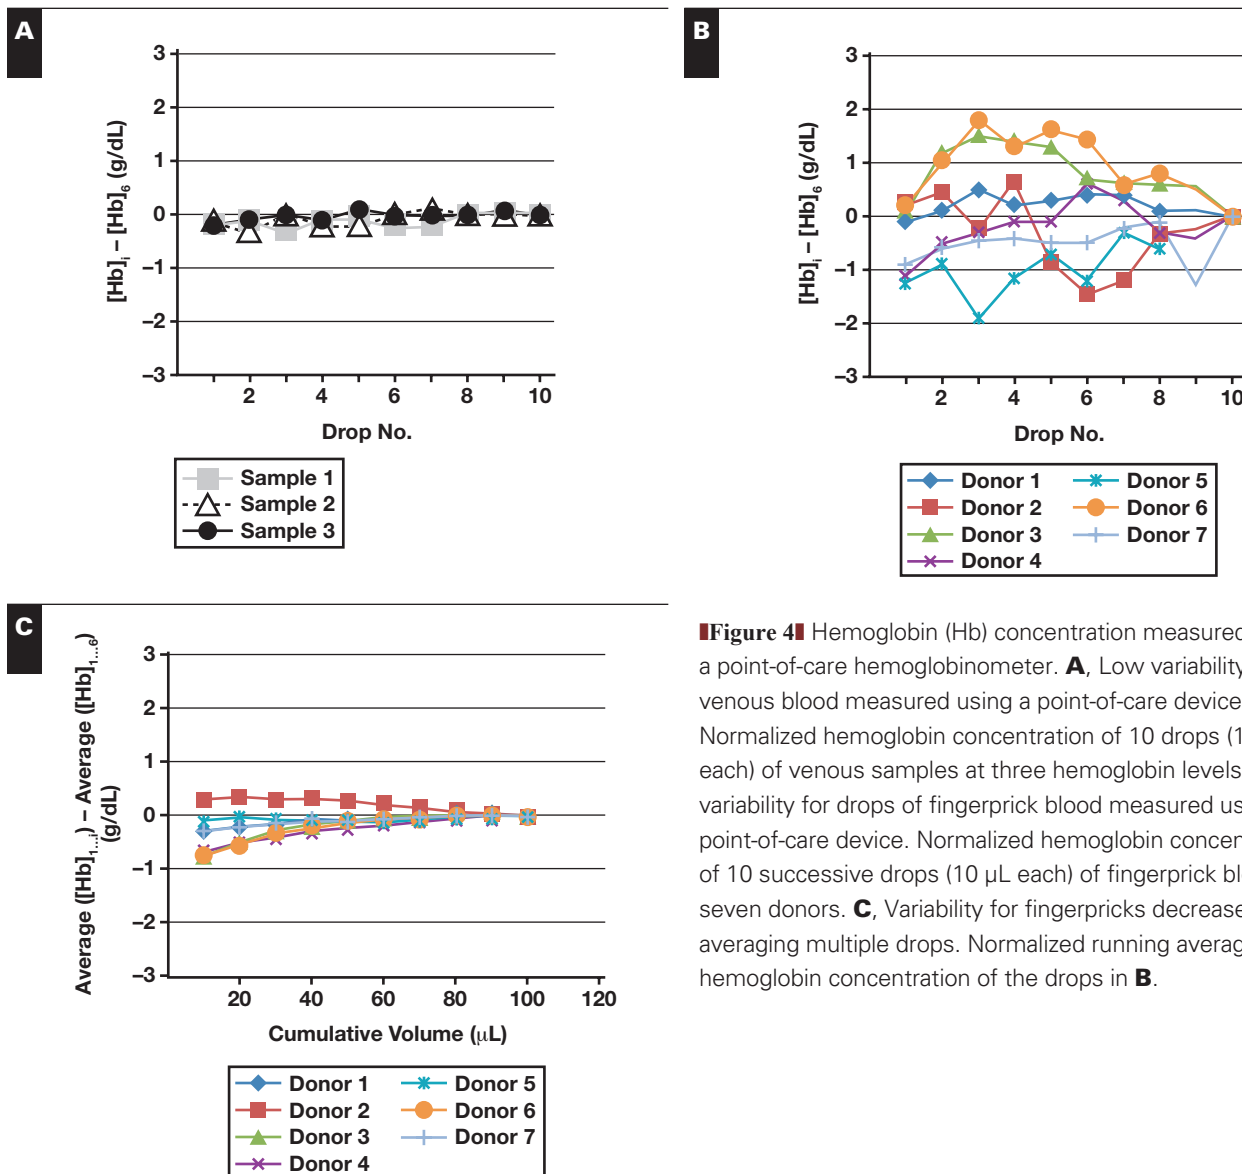 A
3
2
1
0
–1
–2
–3
[Hb]i – [Hb]6 (g/dL)
2 4 6 8 10
Drop No.
Sample 1
Sample 2
Sample 3
B
3
2
1
0
–1
–2
–3
[Hb]i – [Hb]6 (g/dL)
2 4 6 8 10
Drop No.
Donor 1 Donor 5
Donor 2 Donor 6
Donor 3 Donor 7
Donor 4
C
3
2
1
0
–1
–2
–3
Average ([Hb]1...i) – Average ([Hb]1...6)
(g/dL)
20 40 60 80 100 120
Cumulative Volume (μL)
Donor 1 Donor 5
Donor 2 Donor 6
Donor 3 Donor 7
Donor 4
Figure 4 Hemoglobin (Hb) concentration measured
a point-of-care hemoglobinometer. A, Low variability
venous blood measured using a point-of-care device
Normalized hemoglobin concentration of 10 drops (1
each) of venous samples at three hemoglobin levels
variability for drops of fingerprick blood measured us
point-of-care device. Normalized hemoglobin concen
of 10 successive drops (10 μL each) of fingerprick blo
seven donors. C, Variability for fingerpricks decrease
averaging multiple drops. Normalized running averag
hemoglobin concentration of the drops in B.